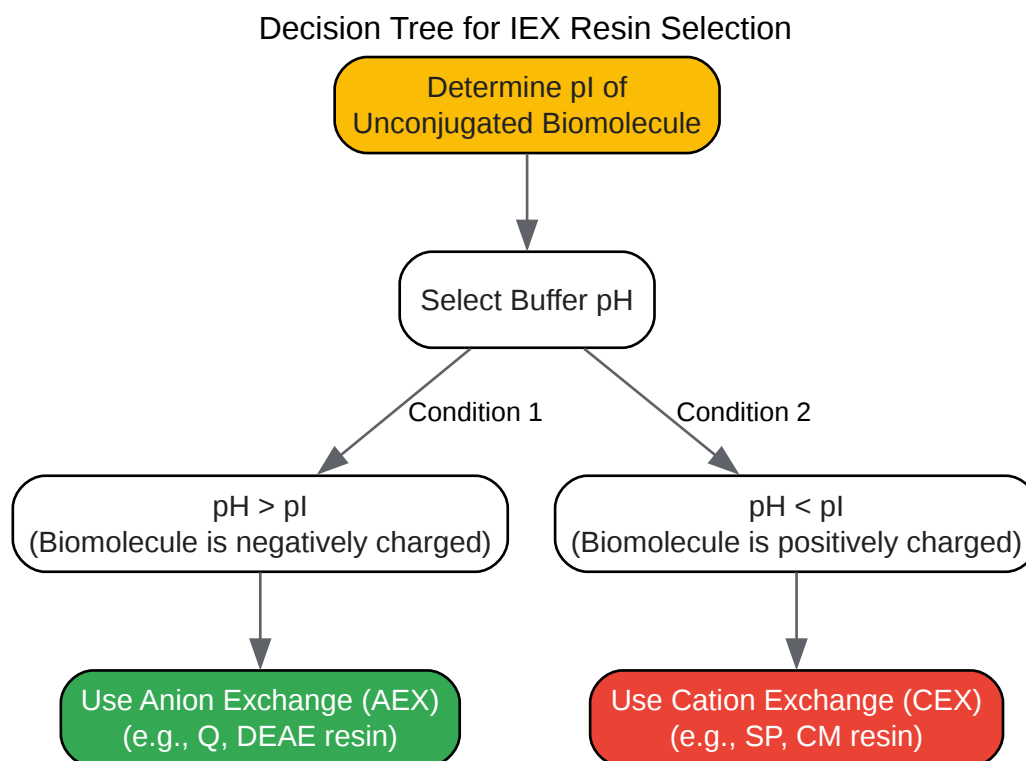 Decision Tree for IEX Resin Selection
Determine pI of
Unconjugated Biomolecule
Select Buffer pH
Condition 1
Condition 2
pH > pI
(Biomolecule is negatively charged)
pH < pI
(Biomolecule is positively charged)
Use Anion Exchange (AEX)
(e.g., Q, DEAE resin)
Use Cation Exchange (CEX)
(e.g., SP, CM resin)